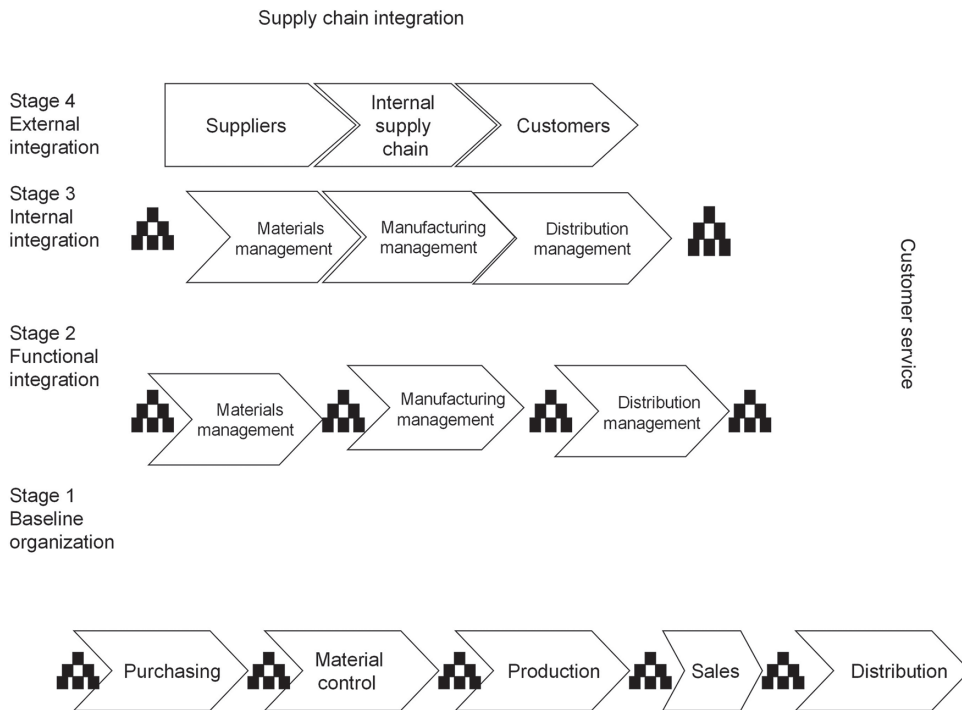 Supply chain integration
Stage 4
External
integration
Suppliers
Internal
supply
chain
Customers
Stage 3
Internal
integration
Materials
management
Manufacturing
management
Distribution
management
Customer service
Stage 2
Functional
integration
Materials
management
Manufacturing
management
Distribution
management
Stage 1
Baseline
organization
Purchasing
Material
control
Production
Sales
Distribution